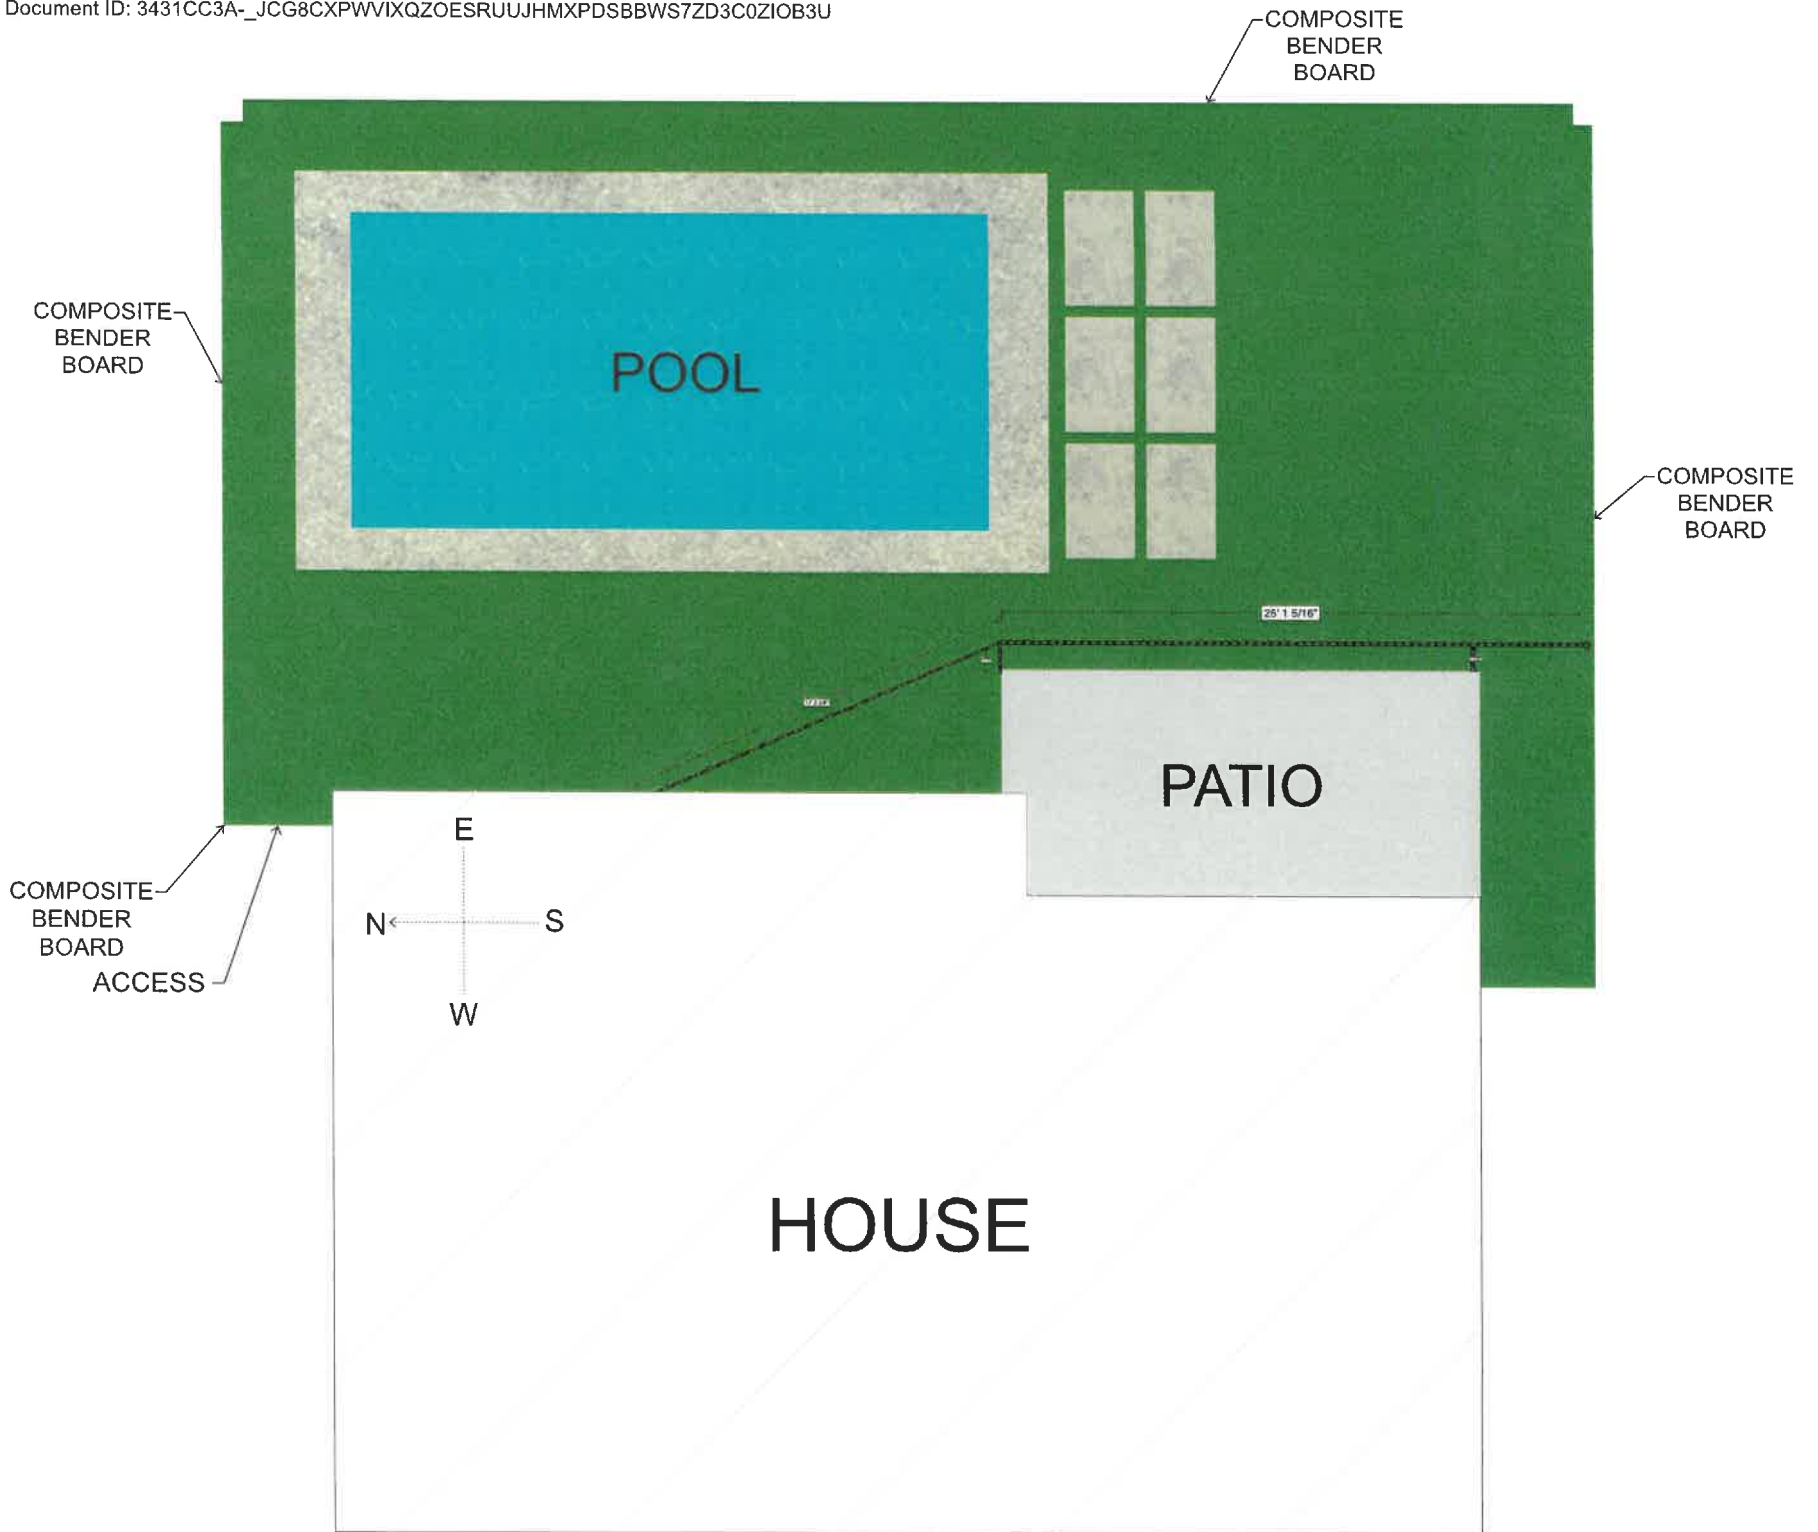 Document ID: 3431CC3A-_JCG8CXPWVIXQZOESRUUJHMXPDSBBWS7ZD3C0ZIOB3U
COMPOSITE
BENDER
BOARD
COMPOSITE
BENDER
BOARD
POOL
COMPOSITE
BENDER
BOARD
25' 1 5/16"
PATIO
E
N
S
W
COMPOSITE
BENDER
BOARD
ACCESS
HOUSE